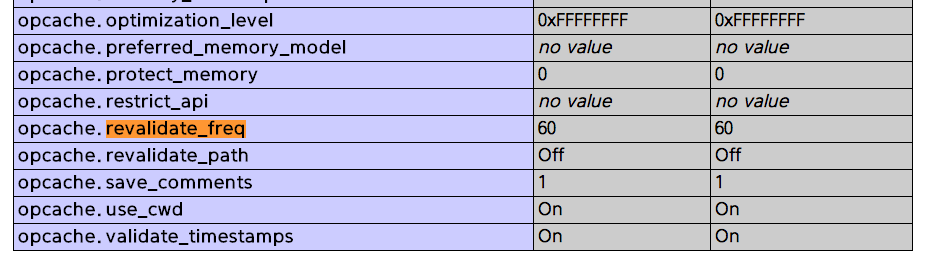 opcache.optimization_level 0xFFFFFFFF 0xFFFFFFFF
opcache.preferred_memory_model no value no value
opcache.protect_memory 0 0
opcache.restrict_api no value no value
opcache.revalidate_freq 60 60
opcache.revalidate_path Off Off
opcache.save_comments 1 1
opcache.use_cwd On On
opcache.validate_timestamps On On